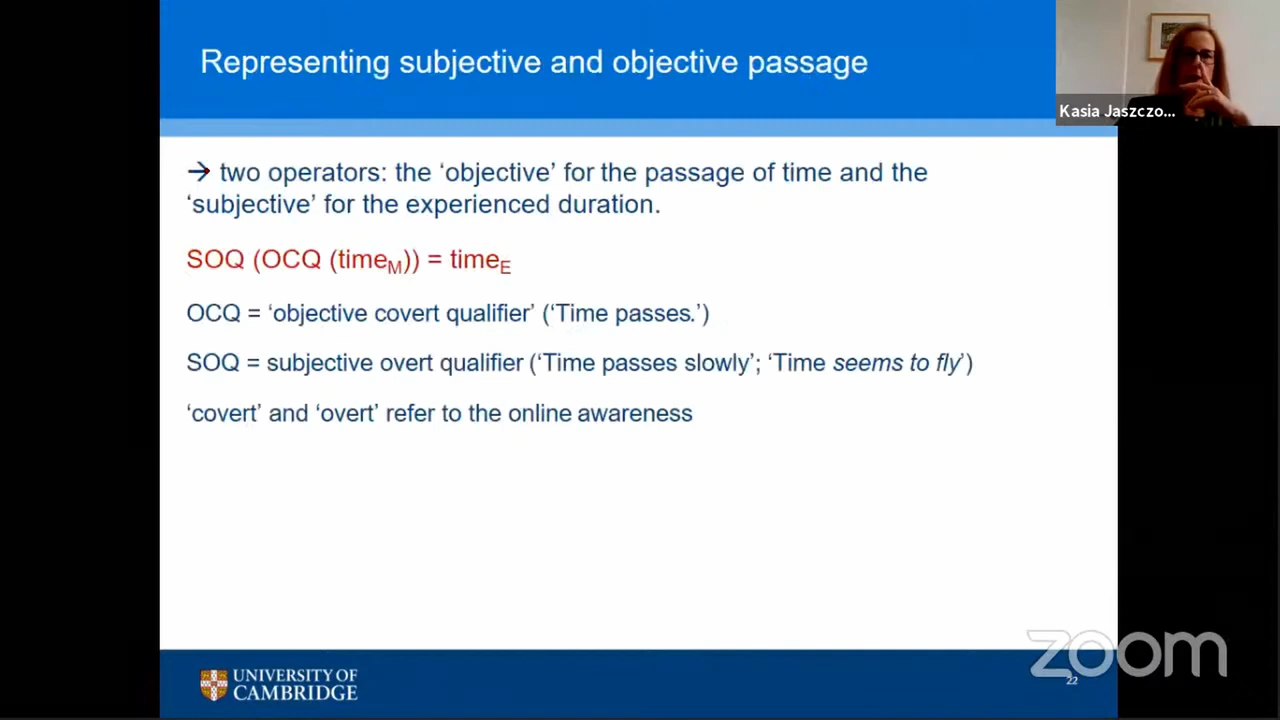 Representing subjective and objective passage
Kasia Jaszczo...
→ two operators: the ‘objective’ for the passage of time and the
‘subjective’ for the experienced duration.
SOQ (OCQ (timeM)) = timeE
OCQ = ‘objective covert qualifier’ (‘Time passes.’)
SOQ = subjective overt qualifier (‘Time passes slowly’; ‘Time seems to fly’)
‘covert’ and ‘overt’ refer to the online awareness
UNIVERSITY OF
CAMBRIDGE
zoom
22